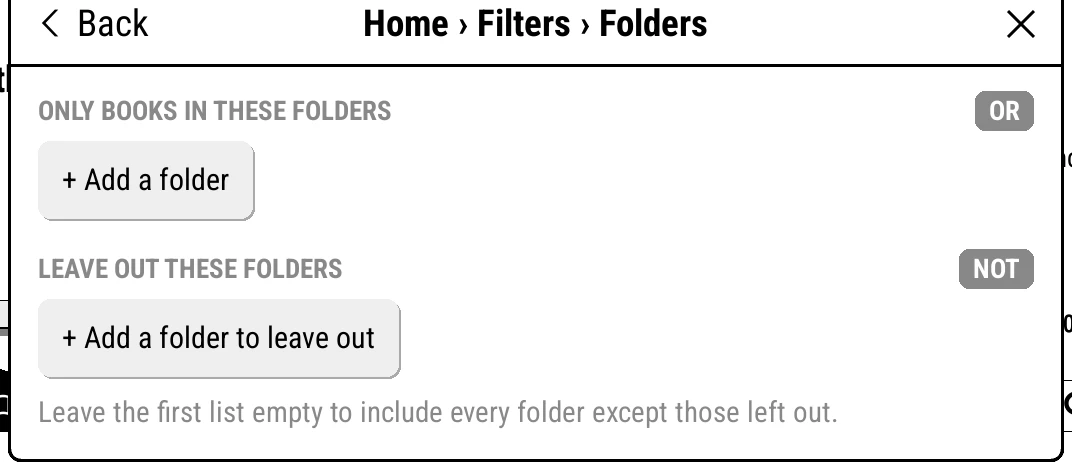 Back
Home › Filters › Folders
ONLY BOOKS IN THESE FOLDERS
OR
+ Add a folder
LEAVE OUT THESE FOLDERS
NOT
+ Add a folder to leave out
Leave the first list empty to include every folder except those left out.